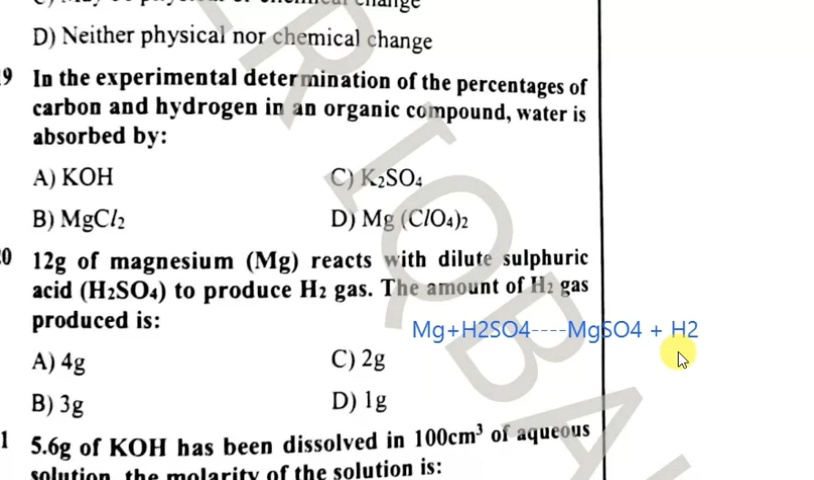 D) Neither physical nor chemical change
9 In the experimental determination of the percentages of
carbon and hydrogen in an organic compound, water is
absorbed by:
A) KOH C) K₂SO₄
B) MgCl₂ D) Mg (ClO₄)₂
0 12g of magnesium (Mg) reacts with dilute sulphuric
acid (H₂SO₄) to produce H₂ gas. The amount of H₂ gas
produced is:
Mg+H2SO4----MgSO4 + H2
A) 4g C) 2g
B) 3g D) 1g
1 5.6g of KOH has been dissolved in 100cm³ of aqueous
solution, the molarity of the solution is: